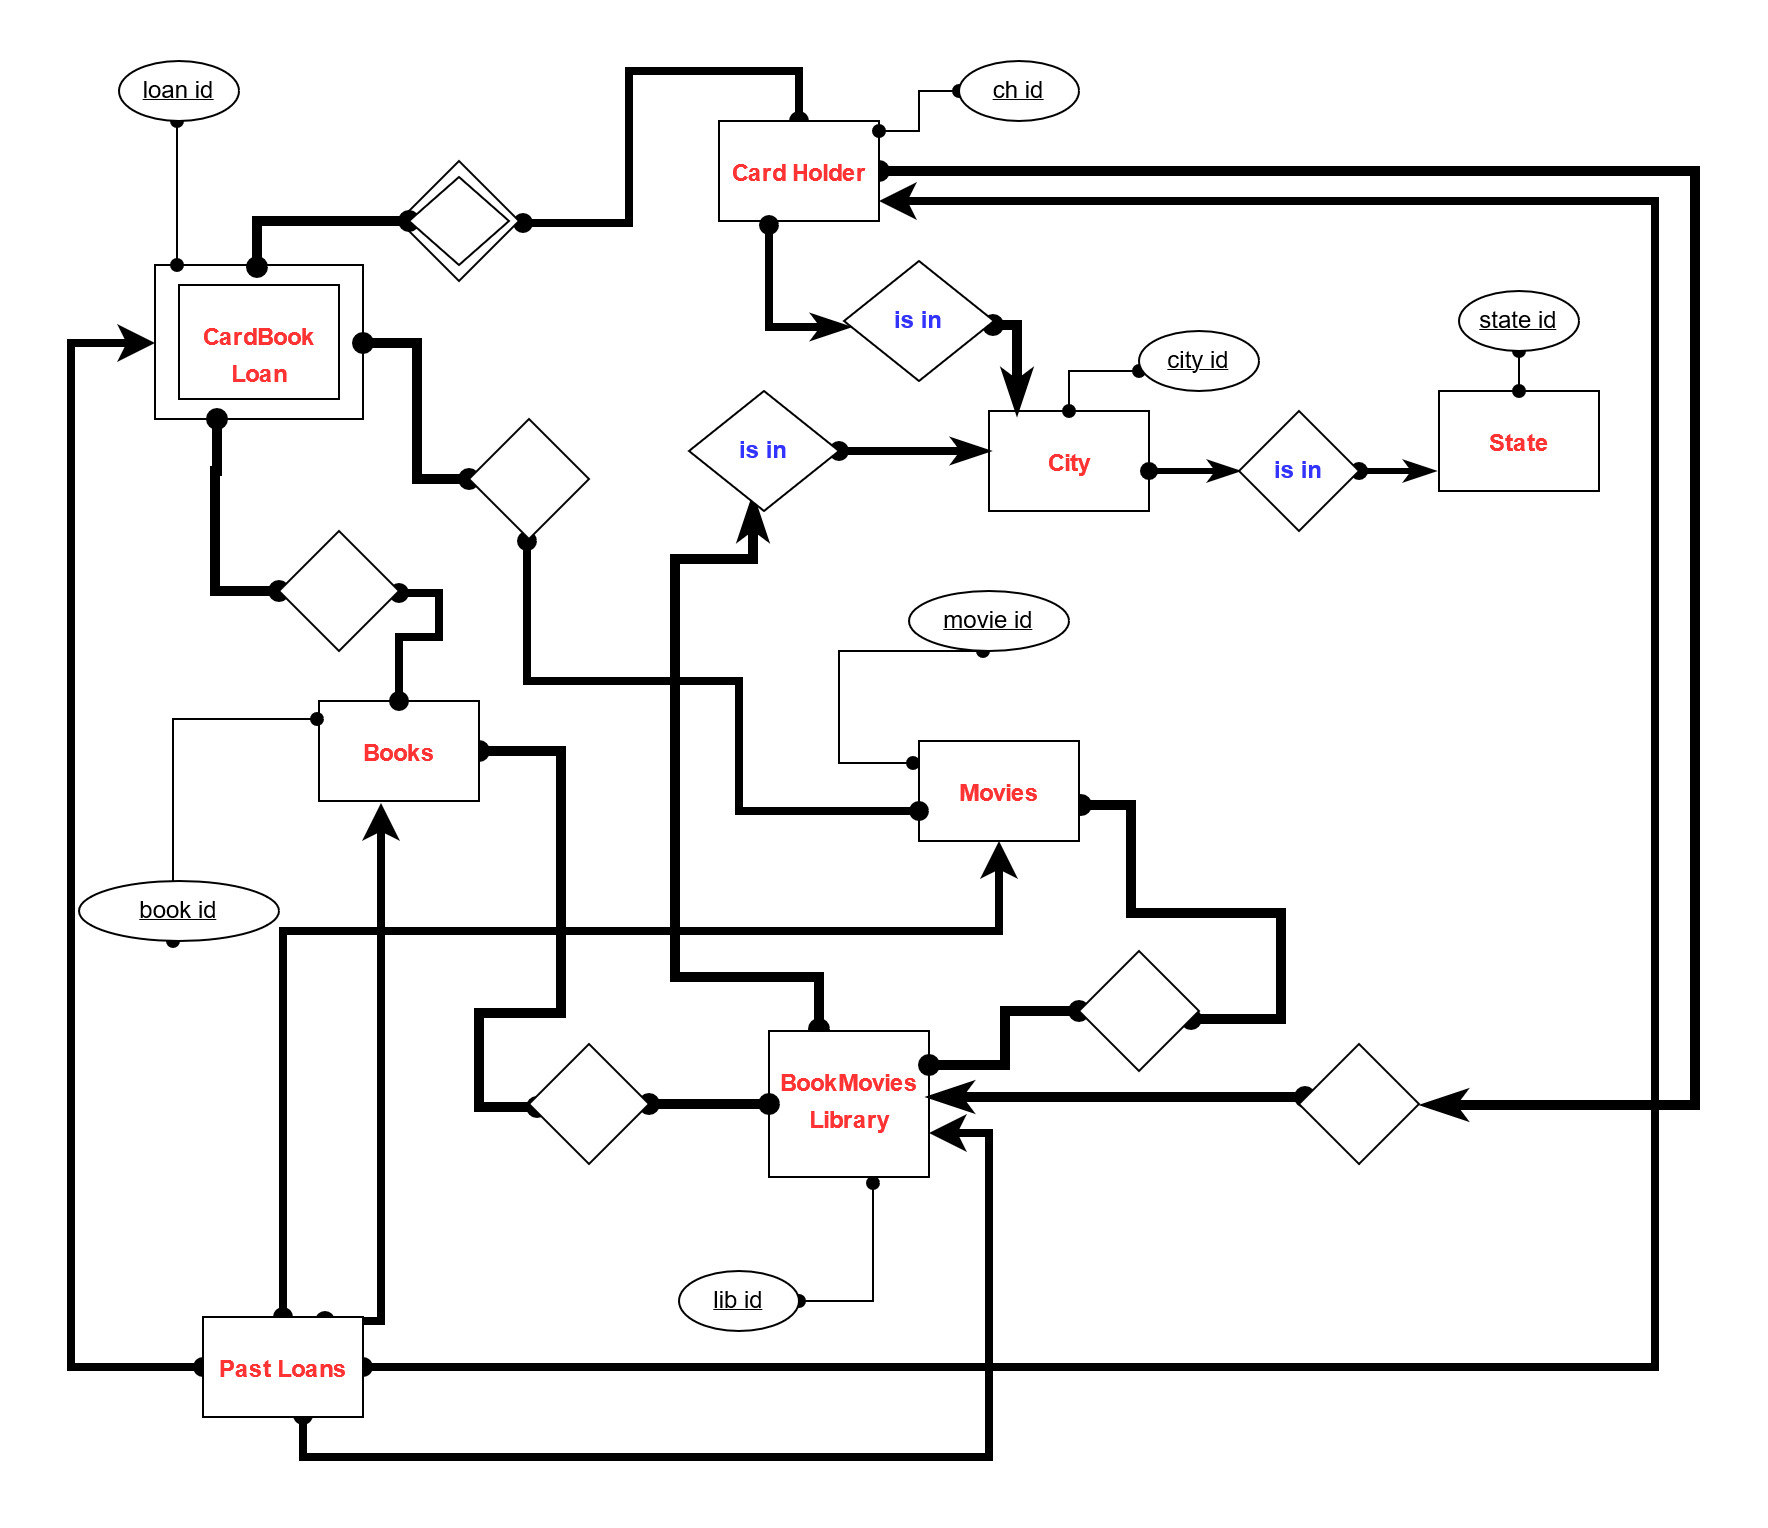 loan id
ch id
Card Holder
is in
state id
CardBook
Loan
city id
is in
City
is in
State
movie id
Books
Movies
book id
BookMovies
Library
lib id
Past Loans